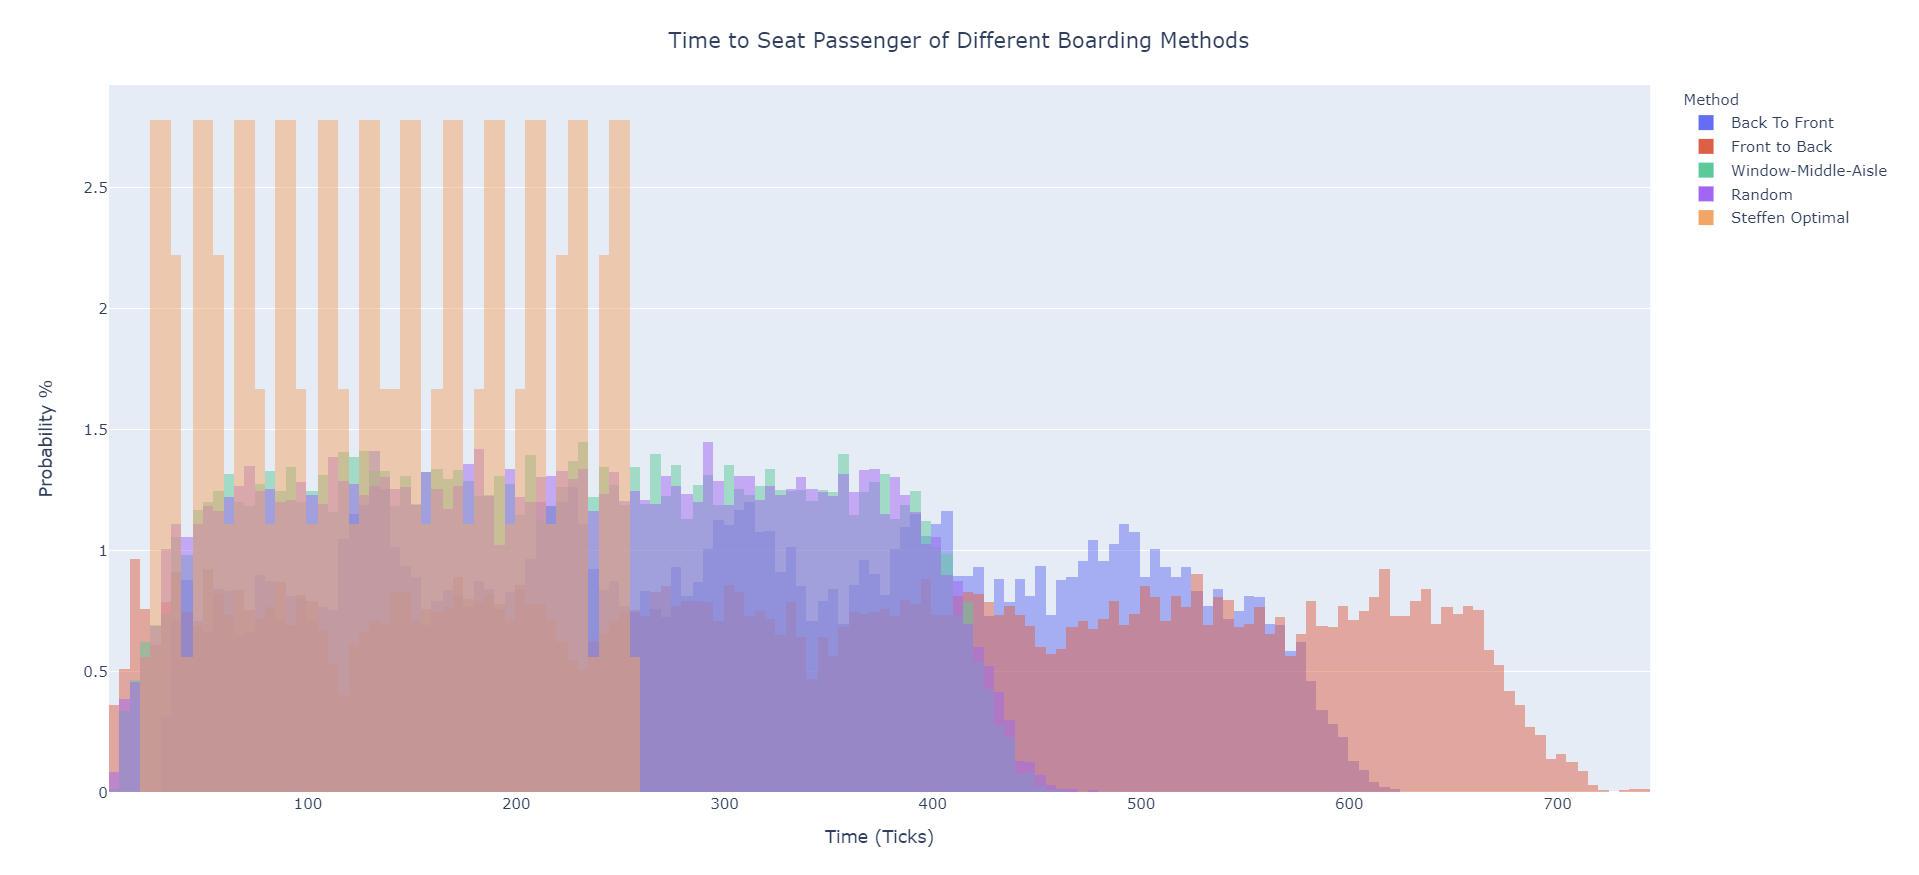 Time to Seat Passenger of Different Boarding Methods
Method
Back To Front
Front to Back
Window-Middle-Aisle
Random
Steffen Optimal
2.5
2
1.5
1
0.5
0
Probability %
100 200 300 400 500 600 700
Time (Ticks)